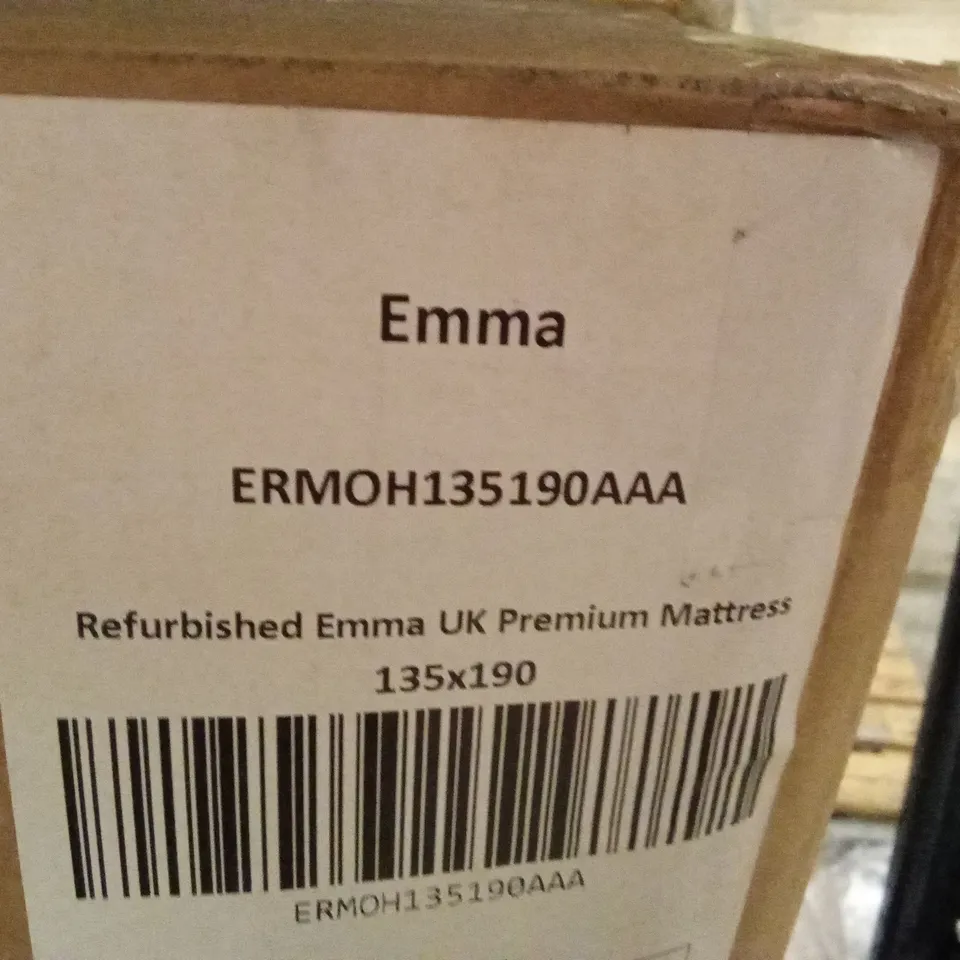 Emma
ERMOH135190AAA
Refurbished Emma UK Premium Mattress
135x190
ERMOH135190AAA